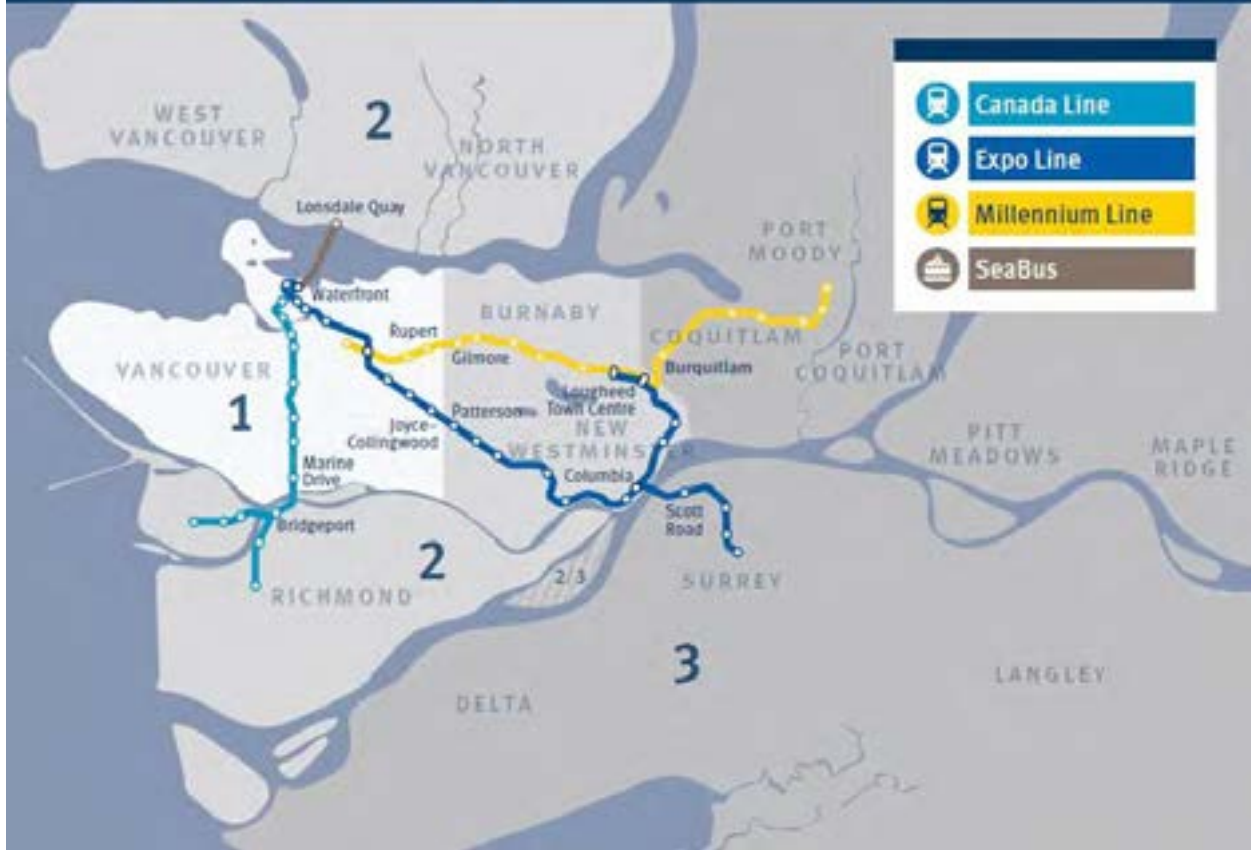 Canada Line
Expo Line
Millennium Line
SeaBus
WEST
VANCOUVER
2
NORTH
VANCOUVER
Lonsdale Quay
PORT
MOODY
Waterfront
BURNABY
Rupert
Gilmore
COQUITLAM
Burquitlam
PORT
COQUITLAM
VANCOUVER
1
Patterson
Lougheed
Town Centre
Joyce-
Collingwood
NEW
WESTMINSTER
PITT
MEADOWS
MAPLE
RIDGE
Marine
Drive
Columbia
Bridgeport
Scott
Road
2
2/3
SURREY
RICHMOND
3
LANGLEY
DELTA